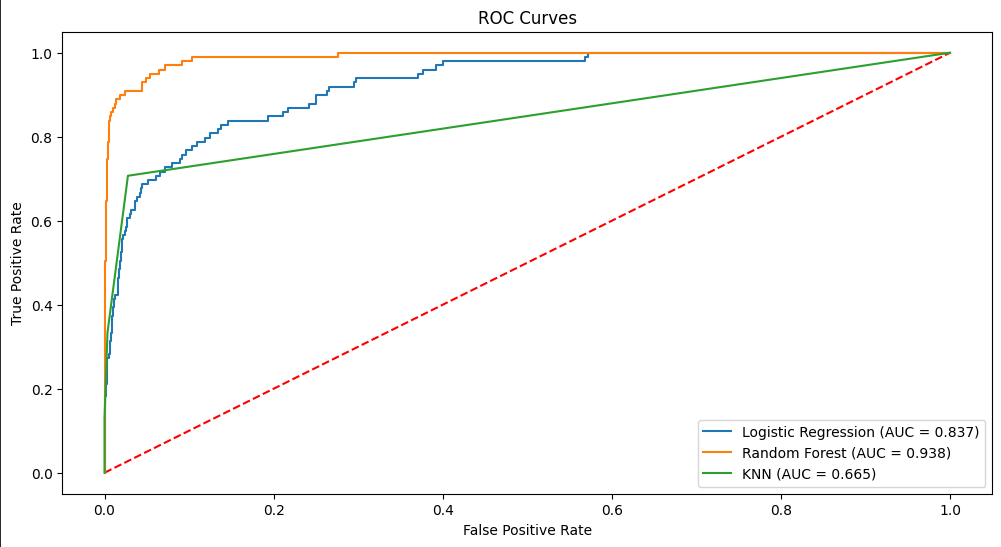 ROC Curves
1.0
0.8
0.6
0.4
0.2
0.0
True Positive Rate
Logistic Regression (AUC = 0.837)
Random Forest (AUC = 0.938)
KNN (AUC = 0.665)
0.0 0.2 0.4 0.6 0.8 1.0
False Positive Rate